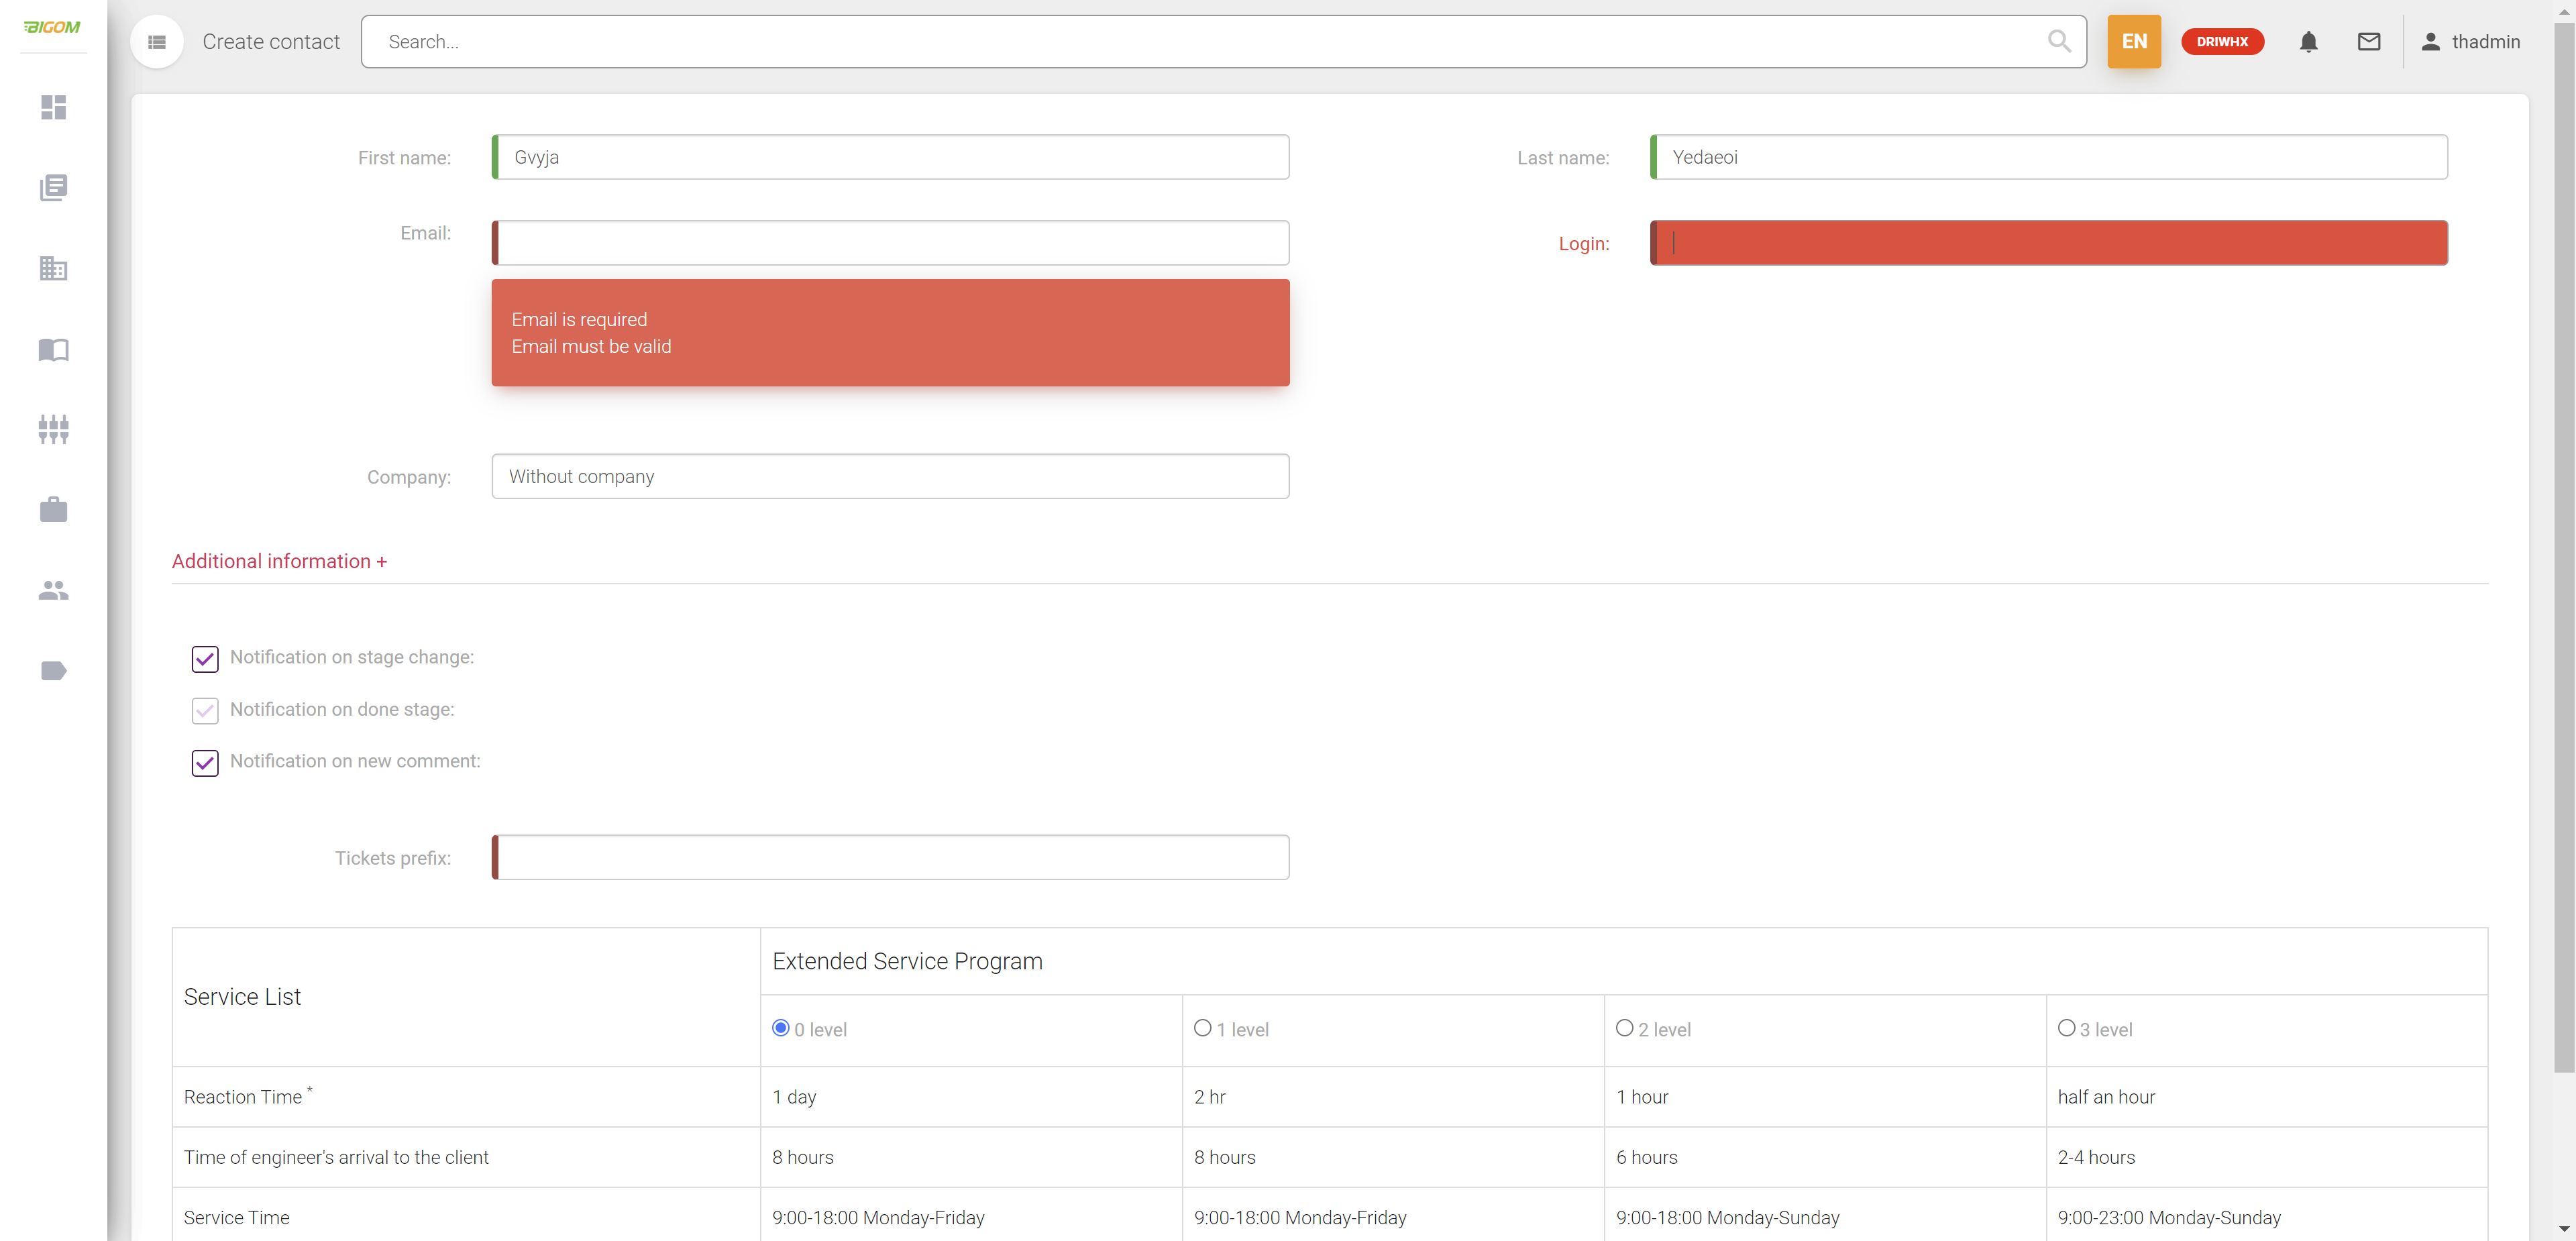 BIGOM
Create contact
Search...
EN
DRIWHX
thadmin
First name:
Gvyja
Last name:
Yedaeoi
Email:
Login:
Email is required
Email must be valid
Company:
Without company
Additional information +
Notification on stage change:
Notification on done stage:
Notification on new comment:
Tickets prefix:
Service List
Extended Service Program
0 level
1 level
2 level
3 level
Reaction Time *
1 day
2 hr
1 hour
half an hour
Time of engineer's arrival to the client
8 hours
8 hours
6 hours
2-4 hours
Service Time
9:00-18:00 Monday-Friday
9:00-18:00 Monday-Friday
9:00-18:00 Monday-Sunday
9:00-23:00 Monday-Sunday